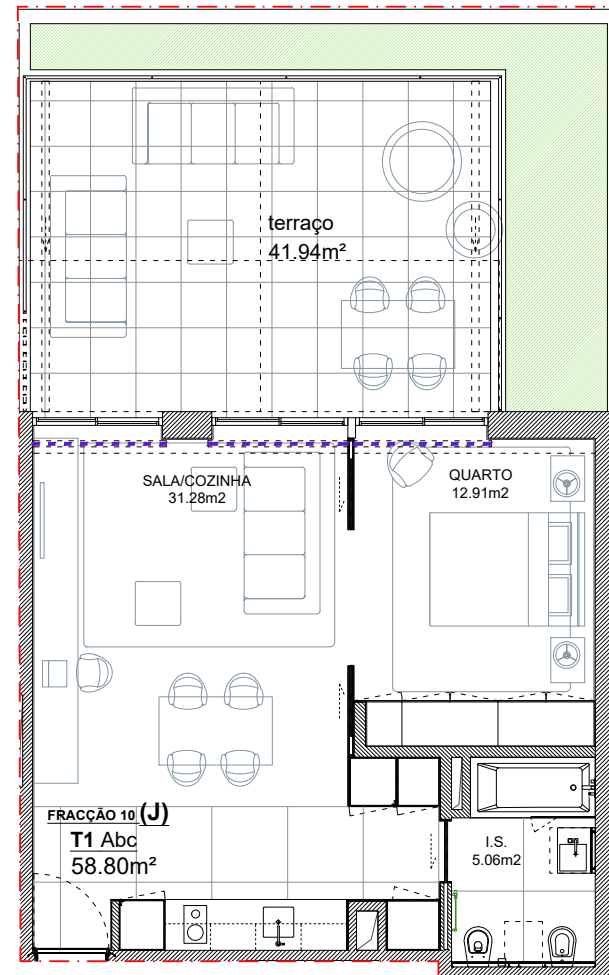 terraço
41.94m²
SALA/COZINHA
31.28m2
QUARTO
12.91m2
FRACÇÃO 10 (J)
T1 Abc
58.80m²
I.S.
5.06m2